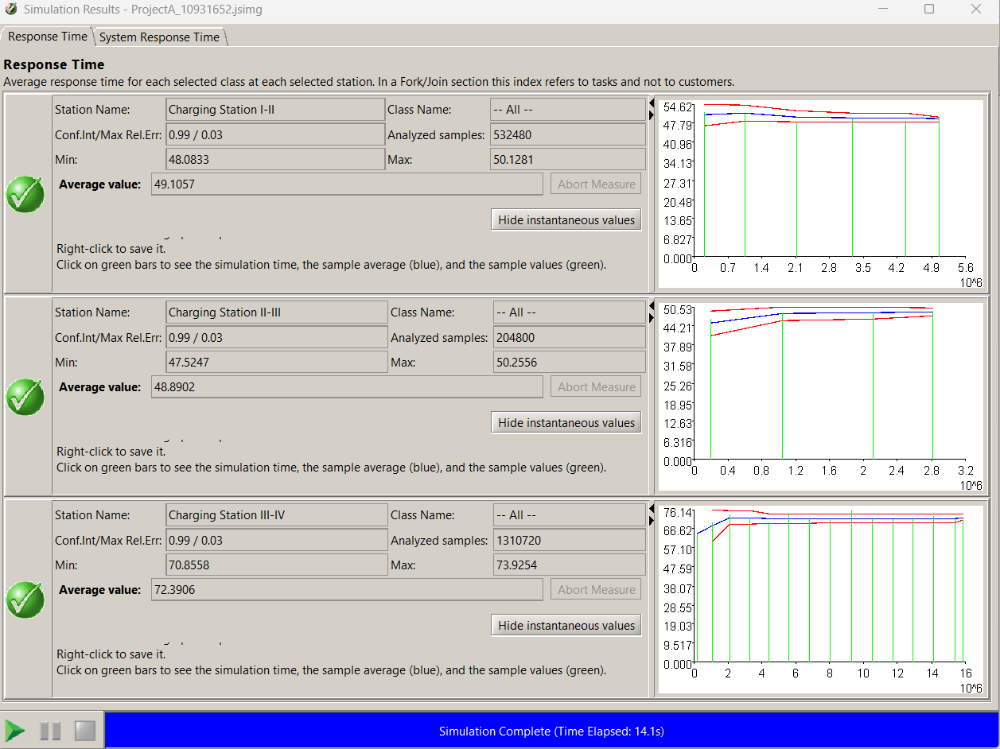 Simulation Results - ProjectA_10931652.jsimg
Response Time System Response Time
Response Time
Average response time for each selected class at each selected station. In a Fork/Join section this index refers to tasks and not to customers.
Station Name: Charging Station I-II Class Name: -- All --
Conf.Int/Max Rel.Err: 0.99 / 0.03 Analyzed samples: 532480
Min: 48.0833 Max: 50.1281
Average value: 49.1057 Abort Measure
Hide instantaneous values
Right-click to save it.
Click on green bars to see the simulation time, the sample average (blue), and the sample values (green).
54.62
47.79
40.96
34.13
27.31
20.48
13.65
6.827
0.000
0 0.7 1.4 2.1 2.8 3.5 4.2 4.9 5.6
10^6
Station Name: Charging Station II-III Class Name: -- All --
Conf.Int/Max Rel.Err: 0.99 / 0.03 Analyzed samples: 204800
Min: 47.5247 Max: 50.2556
Average value: 48.8902 Abort Measure
Hide instantaneous values
Right-click to save it.
Click on green bars to see the simulation time, the sample average (blue), and the sample values (green).
50.53
44.21
37.89
31.58
25.26
18.95
12.63
6.316
0.000
0 0.4 0.8 1.2 1.6 2 2.4 2.8 3.2
10^6
Station Name: Charging Station III-IV Class Name: -- All --
Conf.Int/Max Rel.Err: 0.99 / 0.03 Analyzed samples: 1310720
Min: 70.8558 Max: 73.9254
Average value: 72.3906 Abort Measure
Hide instantaneous values
Right-click to save it.
Click on green bars to see the simulation time, the sample average (blue), and the sample values (green).
76.14
66.62
57.10
47.59
38.07
28.55
19.03
9.517
0.000
0 2 4 6 8 10 12 14 16
10^6
Simulation Complete (Time Elapsed: 14.1s)